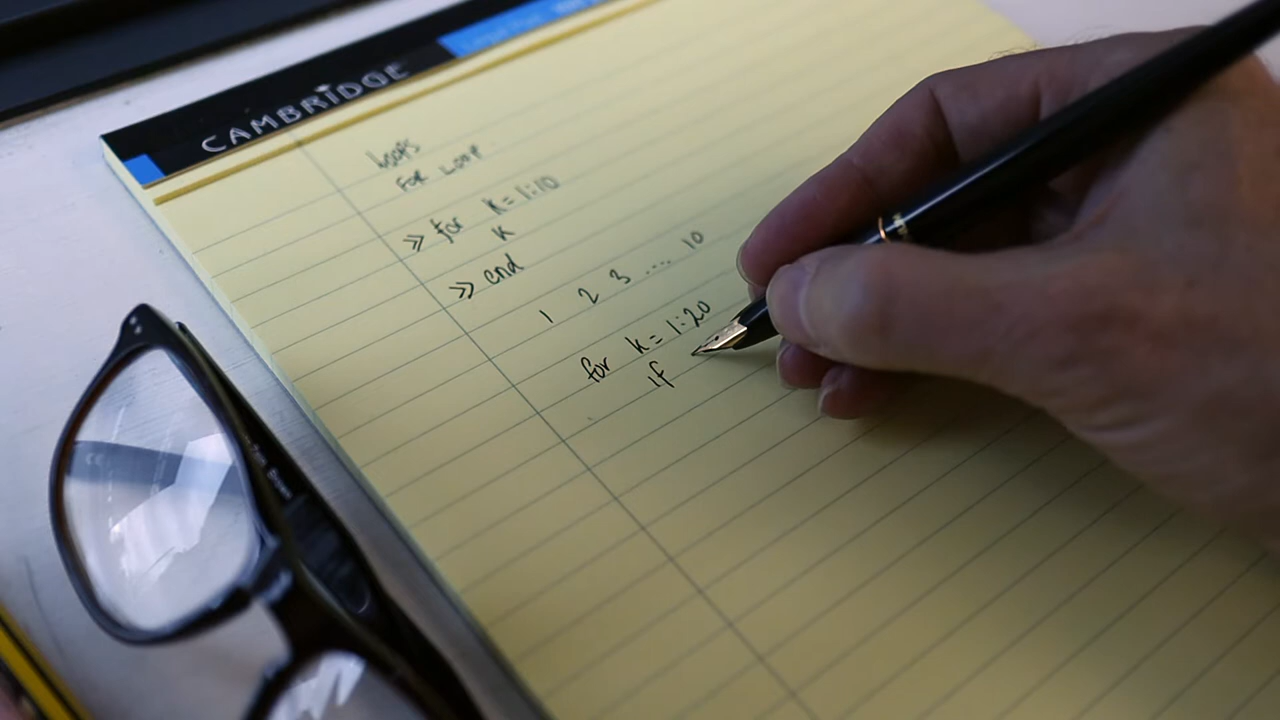 CAMBRIDGE
Loops
FOR LOOP
>> for k=1:10
k
>> end
1 2 3 .... 10
for k=1:20
if